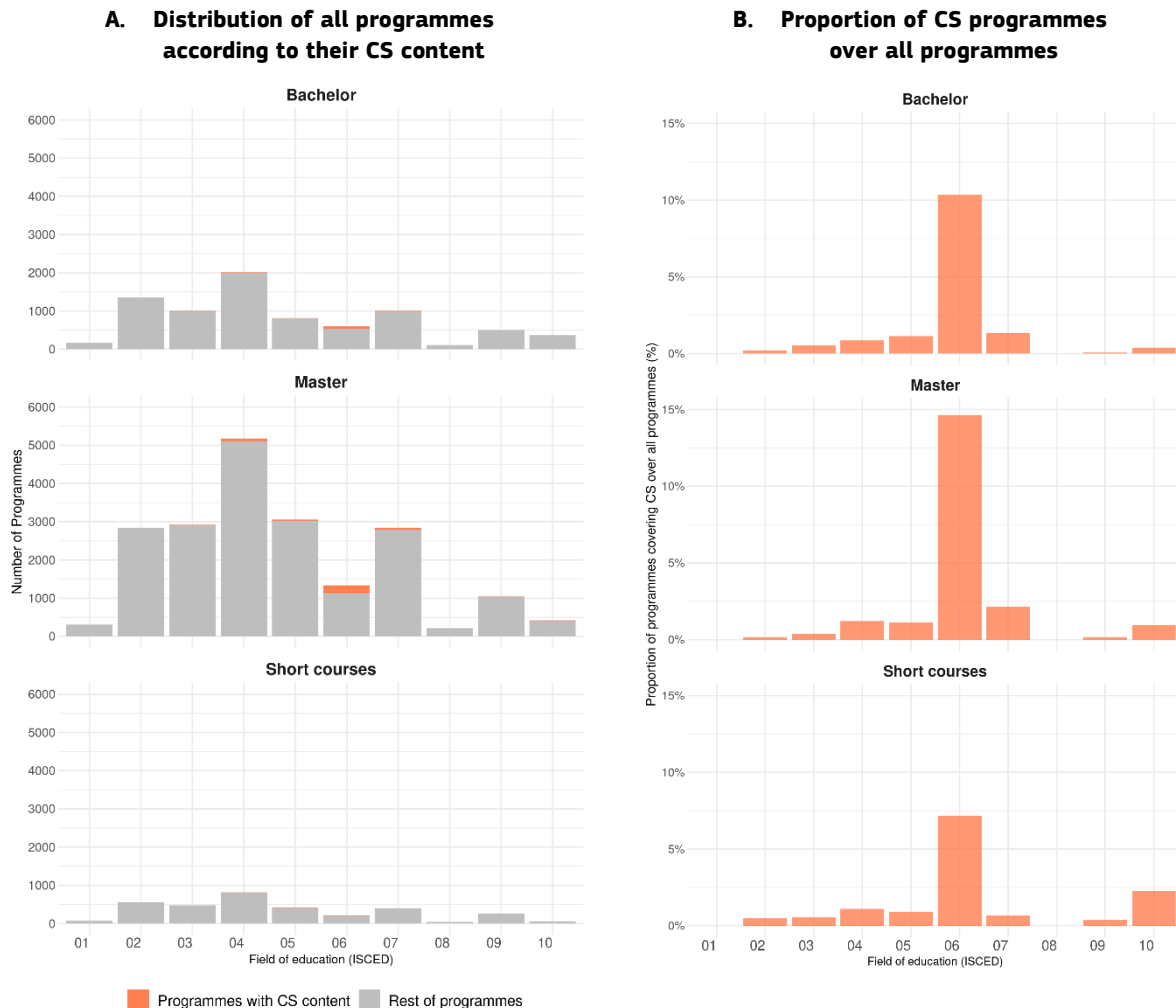 A. Distribution of all programmes
according to their CS content
Bachelor
6000
5000
4000
3000
2000
1000
0
Master
6000
5000
4000
3000
2000
1000
0
Short courses
6000
5000
4000
3000
2000
1000
0
Number of Programmes
01 02 03 04 05 06 07 08 09 10
Field of education (ISCED)
Programmes with CS content Rest of programmes
B. Proportion of CS programmes
over all programmes
Bachelor
15%
10%
5%
0%
Master
15%
10%
5%
0%
Short courses
15%
10%
5%
0%
Proportion of programmes covering CS over all programmes (%)
01 02 03 04 05 06 07 08 09 10
Field of education (ISCED)